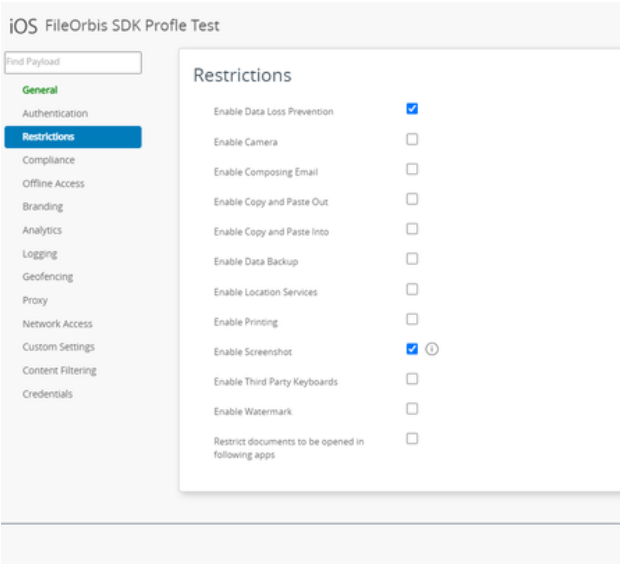 iOS FileOrbis SDK Profle Test
Find Payload
General
Authentication
Restrictions
Compliance
Offline Access
Branding
Analytics
Logging
Geofencing
Proxy
Network Access
Custom Settings
Content Filtering
Credentials
Restrictions
Enable Data Loss Prevention
Enable Camera
Enable Composing Email
Enable Copy and Paste Out
Enable Copy and Paste Into
Enable Data Backup
Enable Location Services
Enable Printing
Enable Screenshot
Enable Third Party Keyboards
Enable Watermark
Restrict documents to be opened in
following apps